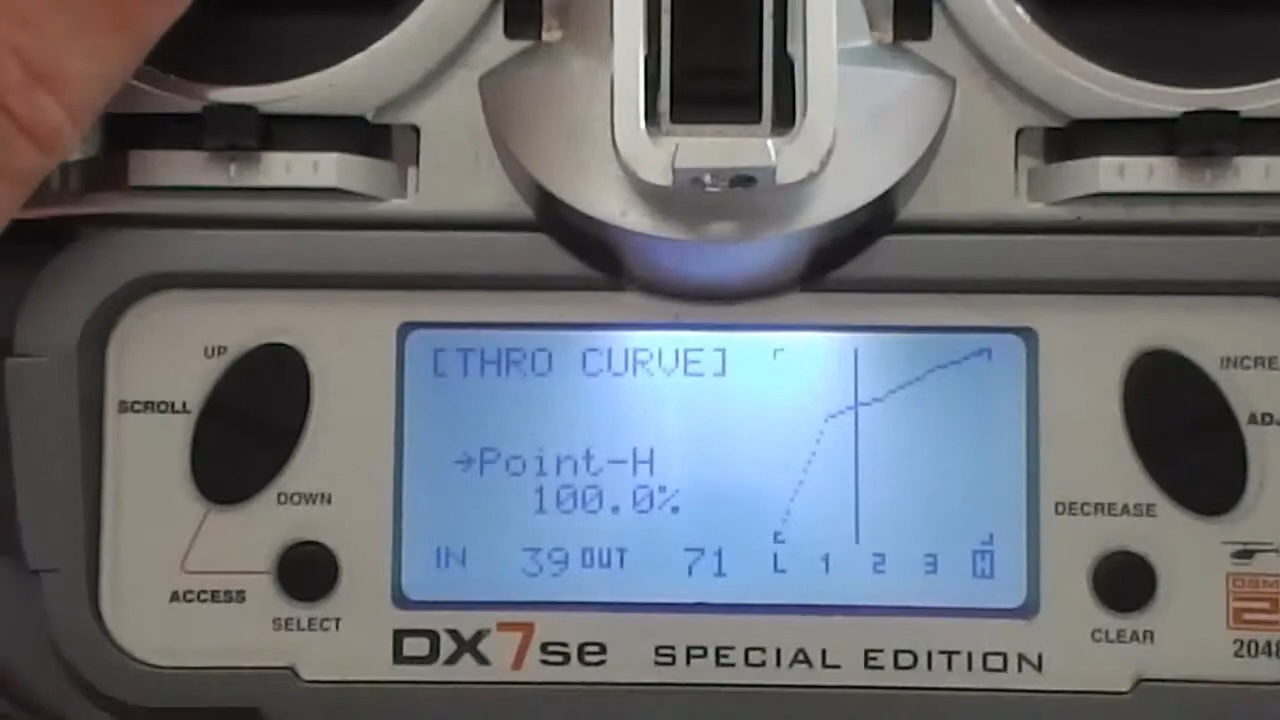 UP
SCROLL
DOWN
ACCESS
SELECT
[THRO CURVE]
→Point-H
100.0%
IN 39 OUT 71 L 1 2 3 H
DX7se SPECIAL EDITION
DECREASE
CLEAR